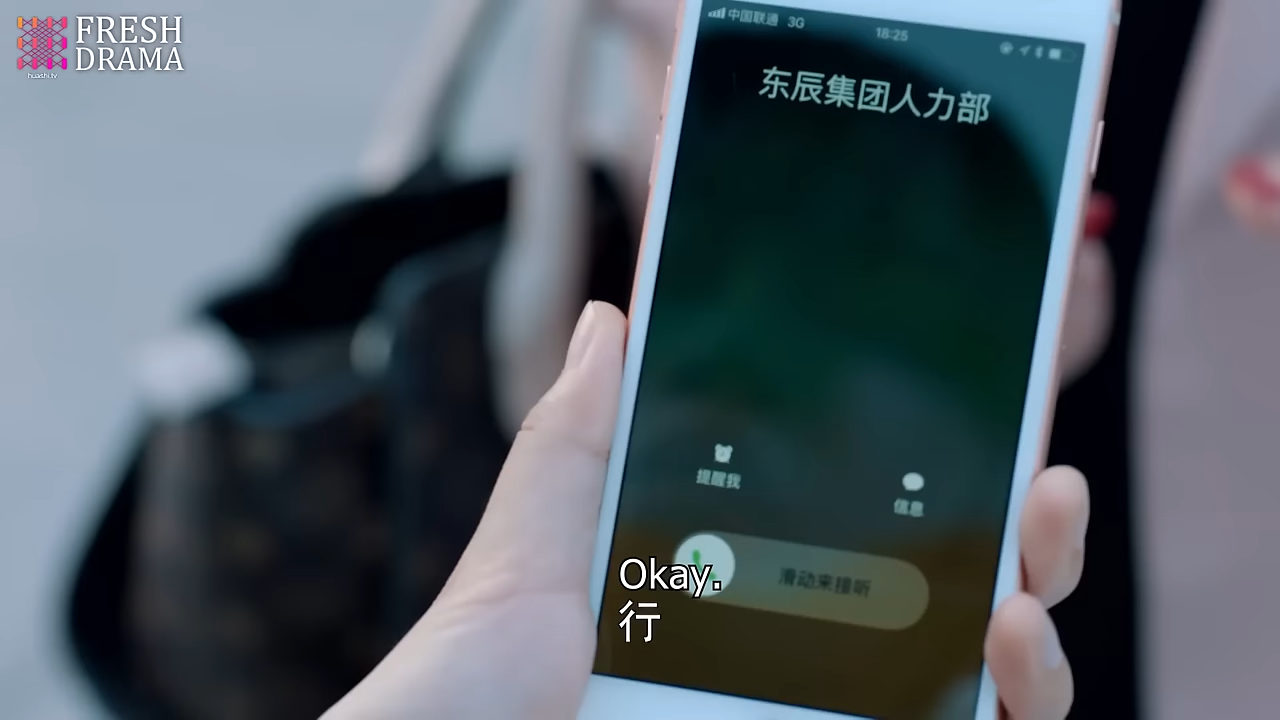 FRESH
DRAMA
huashi.tv
中国联通 3G
18:25
东辰集团人力部
提醒我
信息
滑动来接听
Okay.
行